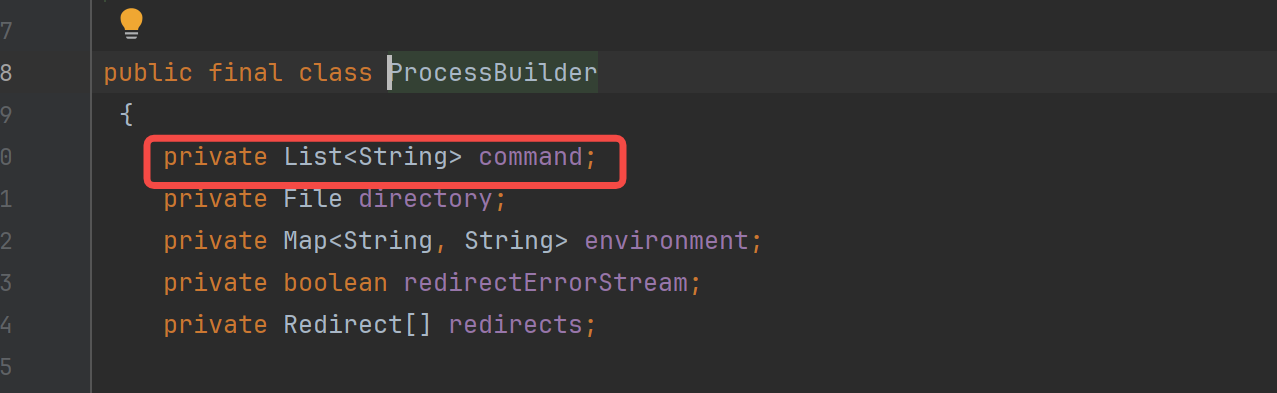 7
8 public final class ProcessBuilder
9 {
0 private List<String> command;
1 private File directory;
2 private Map<String, String> environment;
3 private boolean redirectErrorStream;
4 private Redirect[] redirects;
5